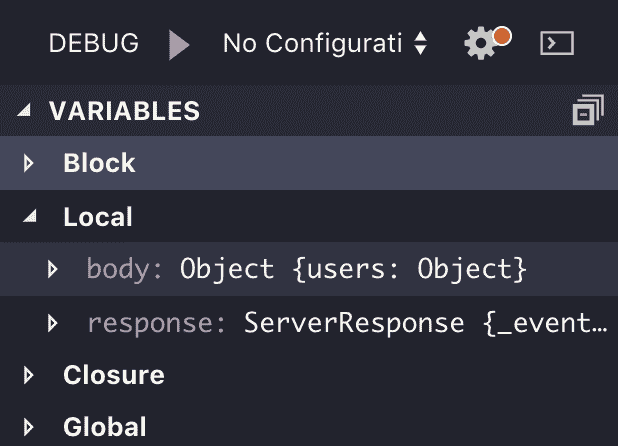 DEBUG No Configurati
VARIABLES
Block
Local
body: Object {users: Object}
response: ServerResponse {_event…
Closure
Global